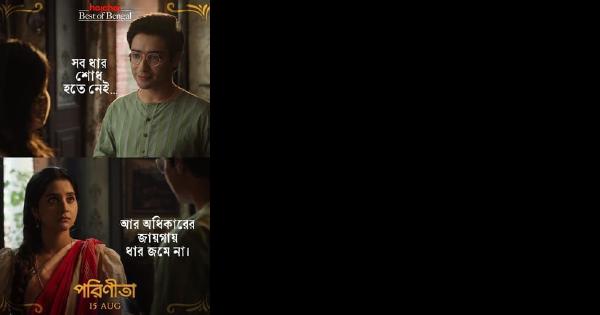 hoichoi
Best of Bengal
সব ধার
শোধ
হতে নেই...
আর অধিকারের
জায়গায়
ধার জমে না।
পরিণীতা
15 AUG